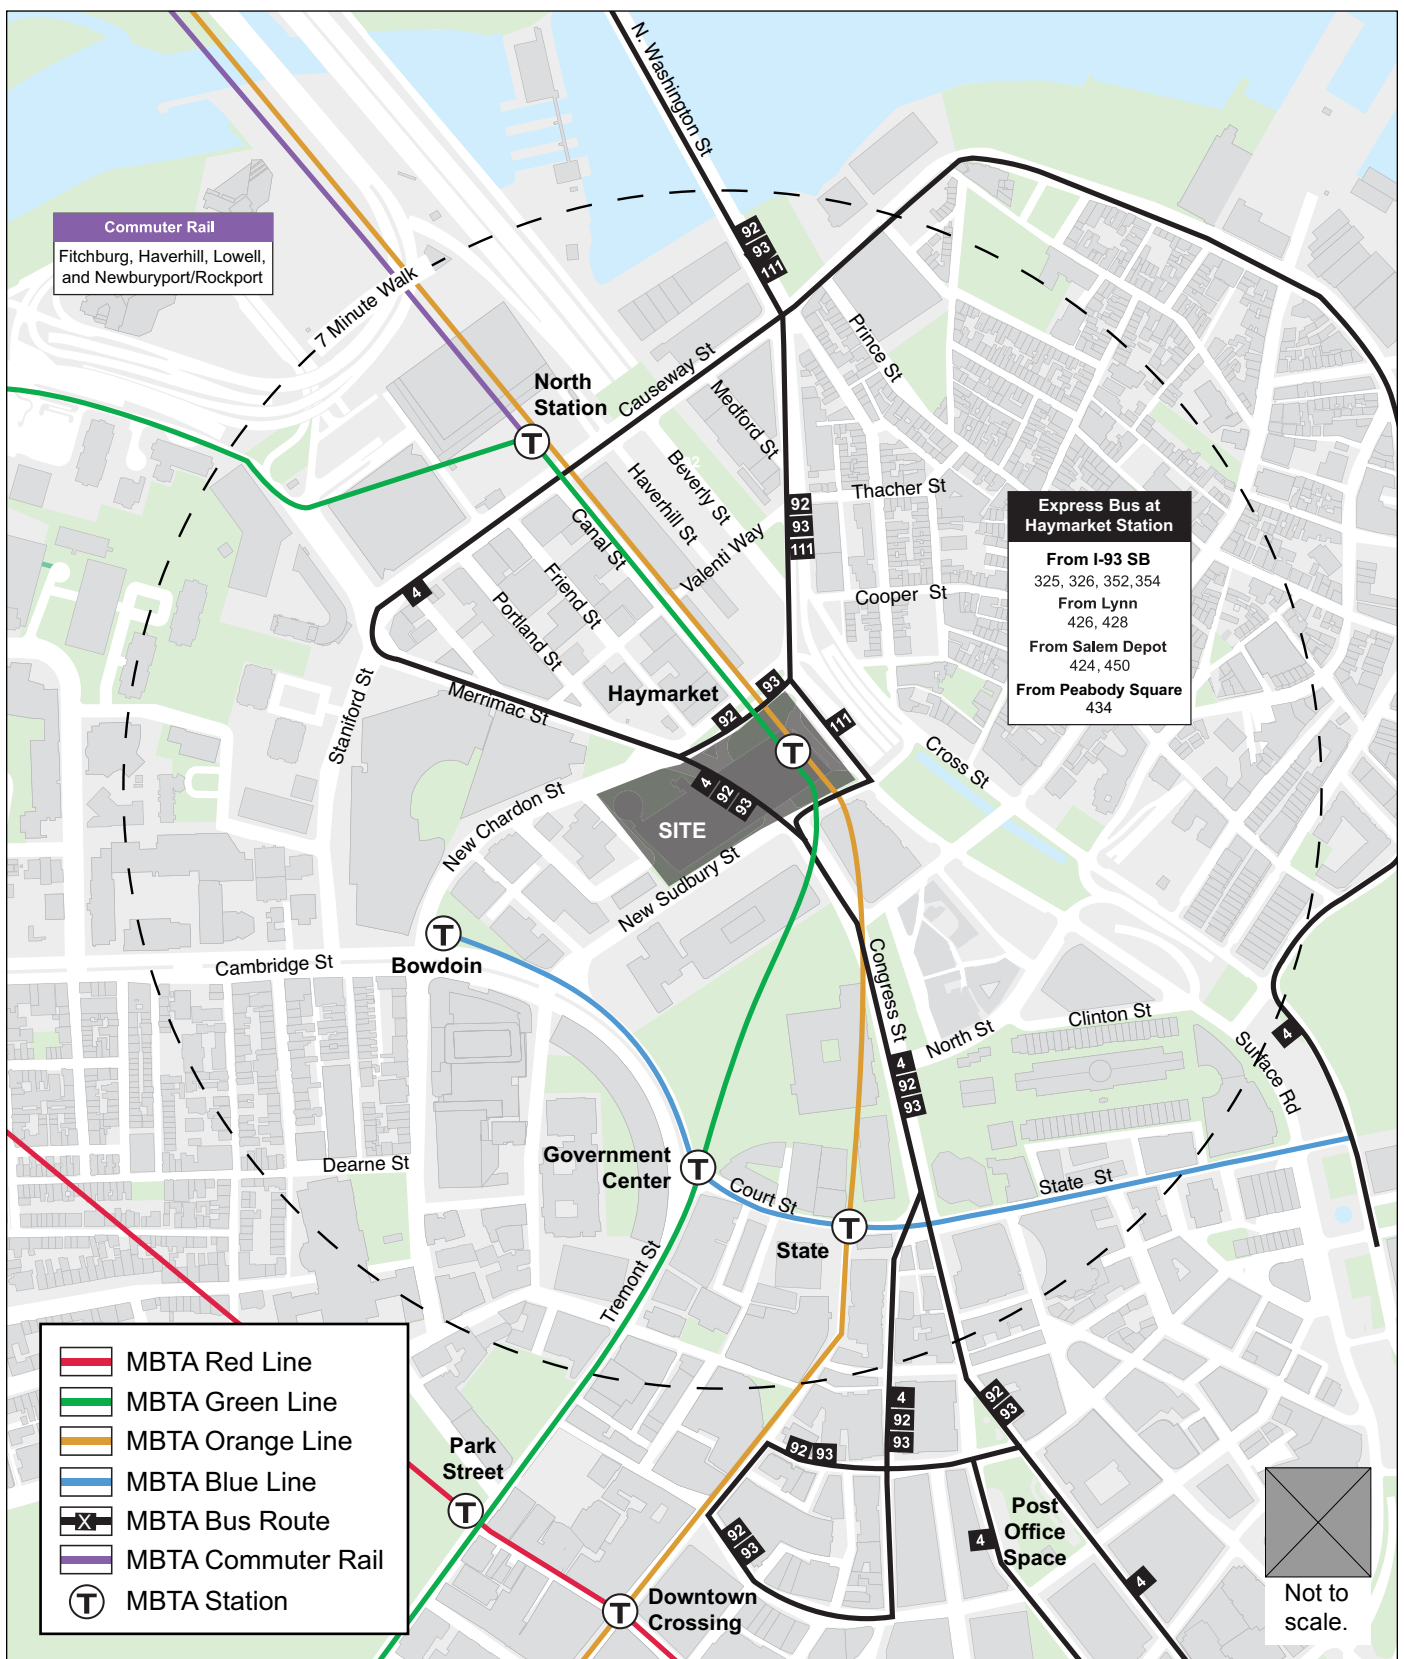 N. Washington St
92
93
111
Commuter Rail
Fitchburg, Haverhill, Lowell,
and Newburyport/Rockport
7 Minute Walk
North
Station
T
Causeway St
Prince St
Medford St
Beverly St
Haverhill St
Valenti Way
Canal St
Friend St
Portland St
4
92
93
111
Thacher St
Cooper St
Express Bus at
Haymarket Station
From I-93 SB
325, 326, 352,354
From Lynn
426, 428
From Salem Depot
424, 450
From Peabody Square
434
Staniford St
Merrimac St
Haymarket
93
92
111
T
Cross St
4
92
93
SITE
New Chardon St
New Sudbury St
T
Bowdoin
Cambridge St
Congress St
North St
Clinton St
Surface Rd
4
4
92
93
Dearne St
Government
Center
T
Court St
State St
T
State
Tremont St
MBTA Red Line
MBTA Green Line
MBTA Orange Line
MBTA Blue Line
X
MBTA Bus Route
MBTA Commuter Rail
T
MBTA Station
Park
Street
T
4
92
93
92
93
92 93
92
93
4
Post
Office
Space
4
T
Downtown
Crossing
Not to
scale.